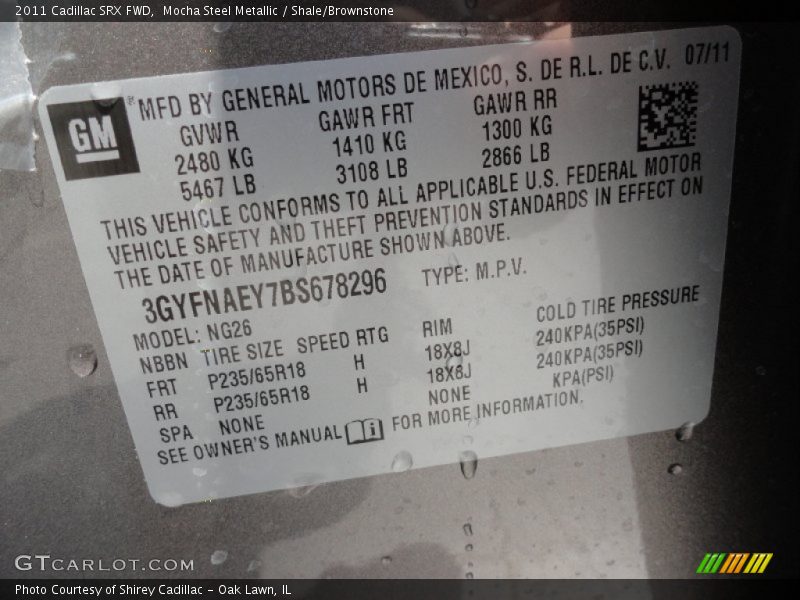 2011 Cadillac SRX FWD, Mocha Steel Metallic / Shale/Brownstone
GM ® MFD BY GENERAL MOTORS DE MEXICO, S. DE R.L. DE C.V. 07/11
GVWR GAWR FRT GAWR RR
2480 KG 1410 KG 1300 KG
5467 LB 3108 LB 2866 LB
THIS VEHICLE CONFORMS TO ALL APPLICABLE U.S. FEDERAL MOTOR
VEHICLE SAFETY AND THEFT PREVENTION STANDARDS IN EFFECT ON
THE DATE OF MANUFACTURE SHOWN ABOVE.
3GYFNAEY7BS678296 TYPE: M.P.V.
MODEL: NG26
NBBN TIRE SIZE SPEED RTG RIM COLD TIRE PRESSURE
FRT P235/65R18 H 18X8J 240KPA(35PSI)
RR P235/65R18 H 18X8J 240KPA(35PSI)
SPA NONE NONE KPA(PSI)
SEE OWNER'S MANUAL i FOR MORE INFORMATION.
GTCARLOT.COM
Photo Courtesy of Shirey Cadillac - Oak Lawn, IL